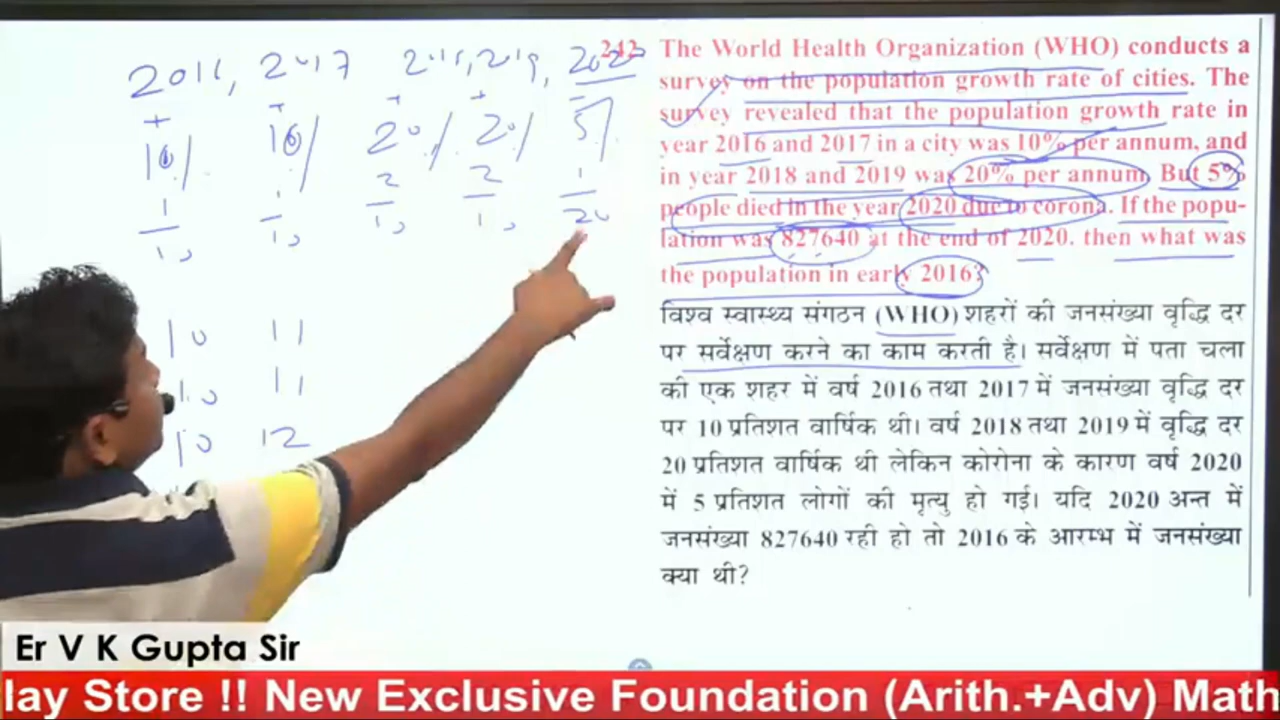 2016, 2017 2018, 2019, 2020
+ + + + -
10% 10% 20% 20% 5%
1/10 1/10 2/10 2/10 1/20
10 11
10 11
10 12
242 The World Health Organization (WHO) conducts a
survey on the population growth rate of cities. The
survey revealed that the population growth rate in
year 2016 and 2017 in a city was 10% per annum, and
in year 2018 and 2019 was 20% per annum. But 5%
people died in the year 2020 due to corona. If the popu-
lation was 827640 at the end of 2020. then what was
the population in early 2016?
विश्व स्वास्थ्य संगठन (WHO) शहरों की जनसंख्या वृद्धि दर
पर सर्वेक्षण करने का काम करती है। सर्वेक्षण में पता चला
की एक शहर में वर्ष 2016 तथा 2017 में जनसंख्या वृद्धि दर
पर 10 प्रतिशत वार्षिक थी। वर्ष 2018 तथा 2019 में वृद्धि दर
20 प्रतिशत वार्षिक थी लेकिन कोरोना के कारण वर्ष 2020
में 5 प्रतिशत लोगों की मृत्यु हो गई। यदि 2020 अन्त में
जनसंख्या 827640 रही हो तो 2016 के आरम्भ में जनसंख्या
क्या थी?
Er V K Gupta Sir
lay Store !! New Exclusive Foundation (Arith.+Adv) Math